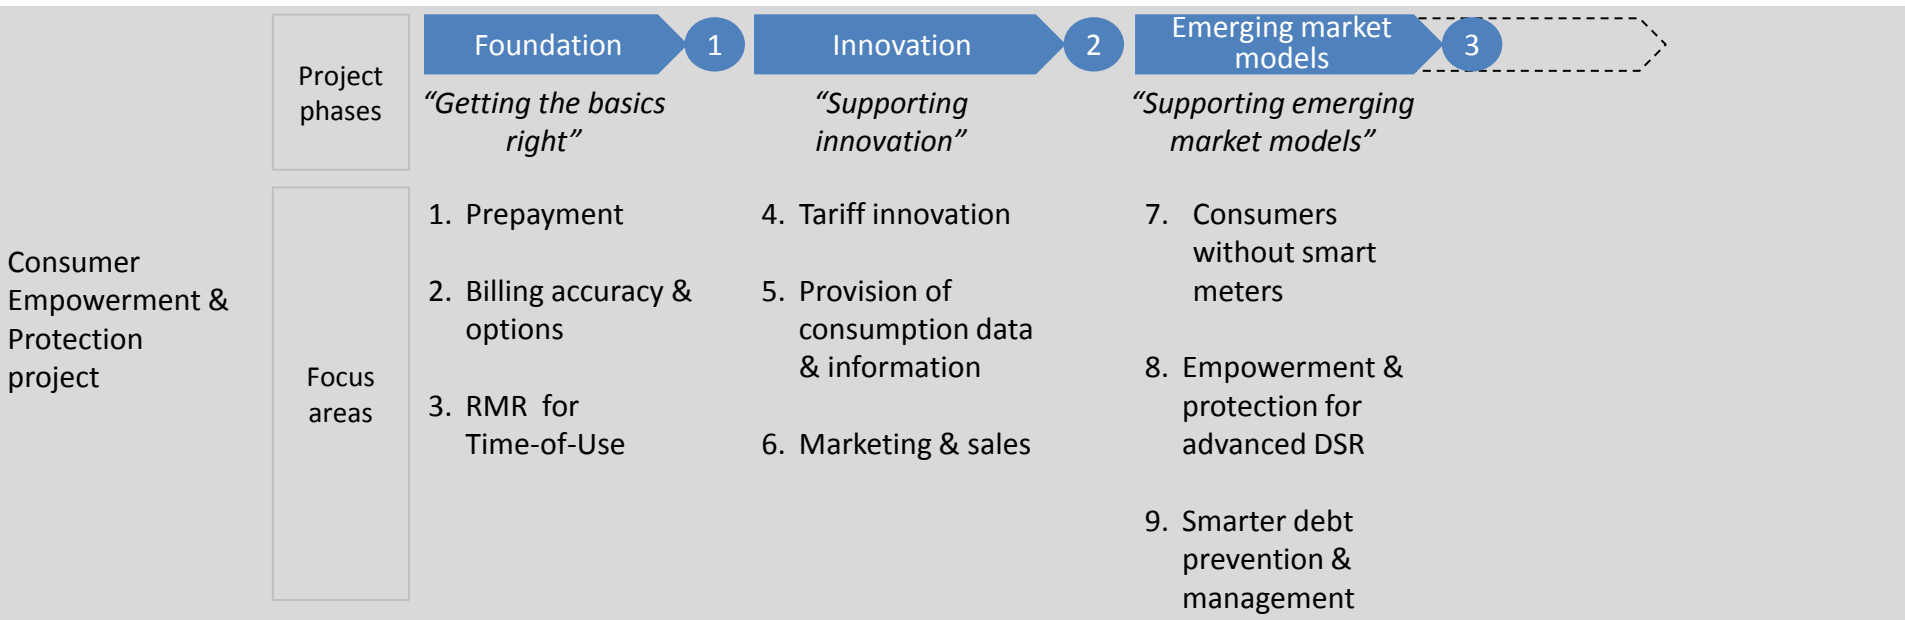 Consumer
Empowerment &
Protection
project
Project
phases
Foundation
1
Innovation
2
Emerging market
models
3
“Getting the basics
right”
“Supporting
innovation”
“Supporting emerging
market models”
Focus
areas
1. Prepayment
2. Billing accuracy &
options
3. RMR for
Time-of-Use
4. Tariff innovation
5. Provision of
consumption data
& information
6. Marketing & sales
7. Consumers
without smart
meters
8. Empowerment &
protection for
advanced DSR
9. Smarter debt
prevention &
management